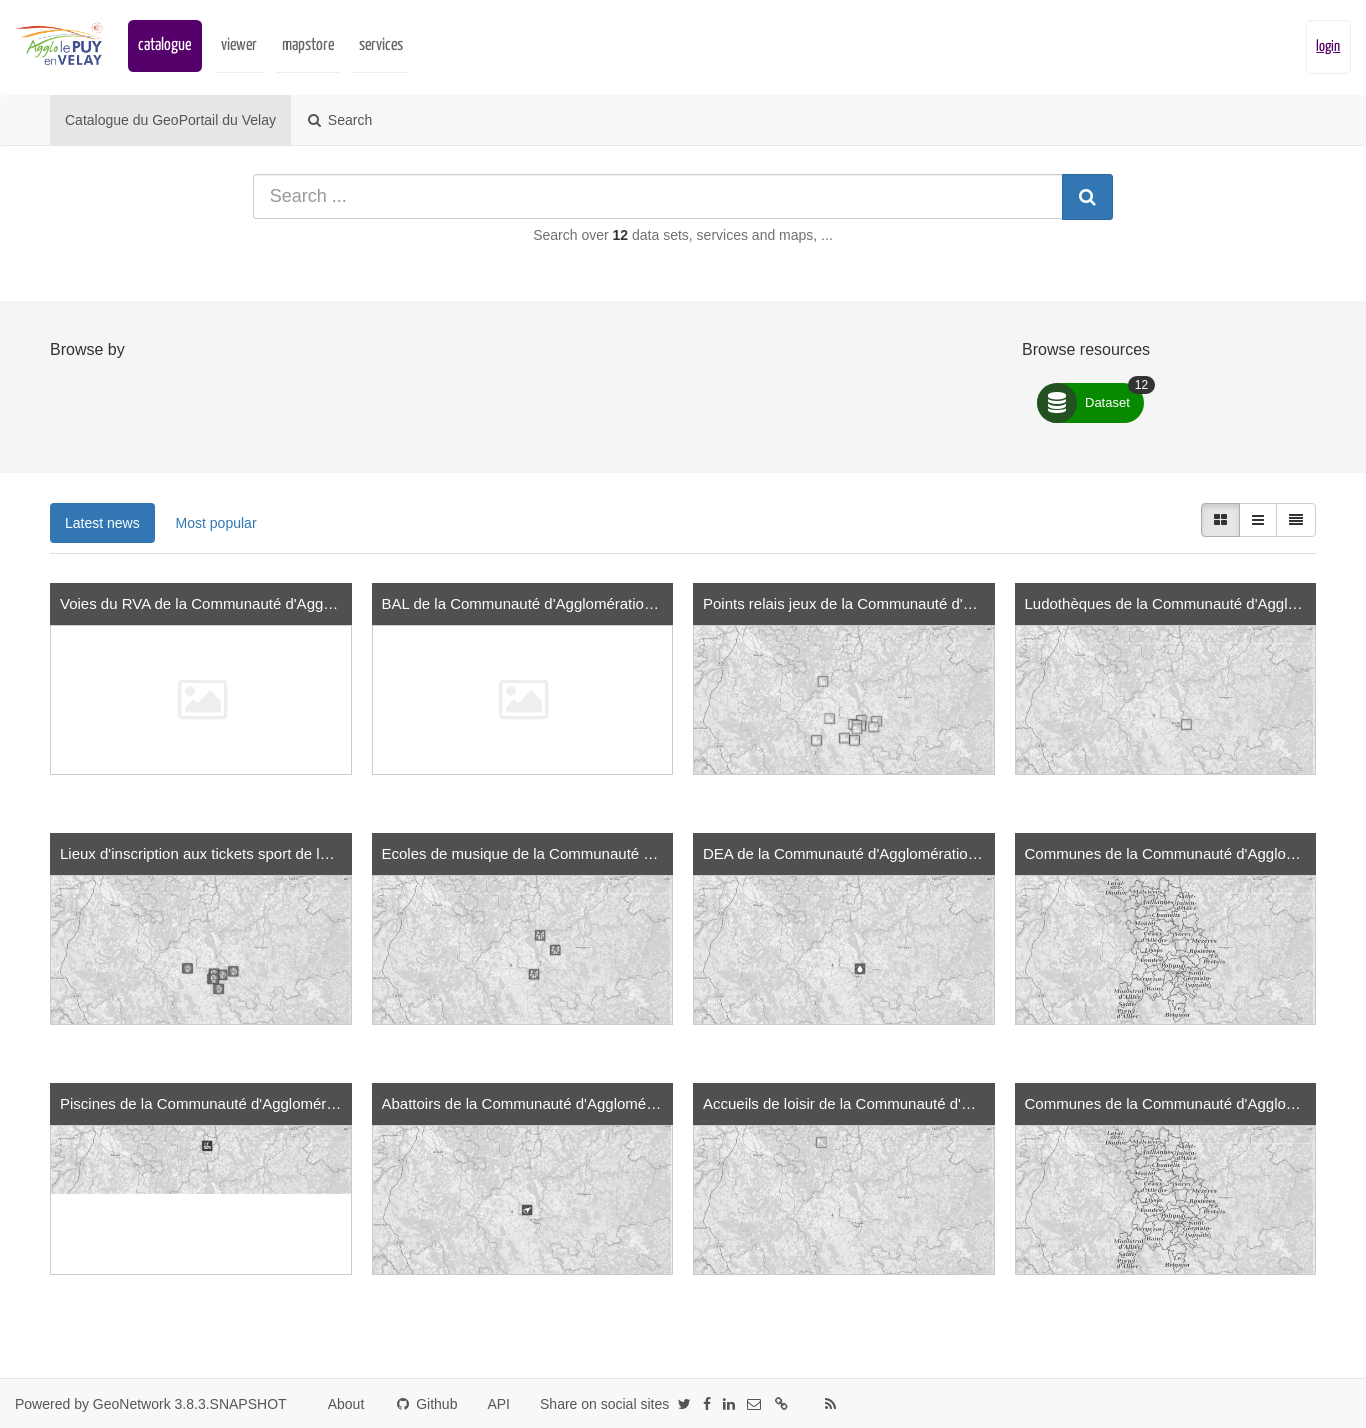 Agglo le PUY
en VELAY
catalogue
viewer
mapstore
services
login
Catalogue du GeoPortail du Velay
Search
Search ...
Search over 12 data sets, services and maps, ...
Browse by
Browse resources
12
Dataset
Latest news
Most popular
Voies du RVA de la Communauté d'Agg…
BAL de la Communauté d'Agglomératio…
Points relais jeux de la Communauté d'…
Ludothèques de la Communauté d'Aggl…
Lieux d'inscription aux tickets sport de l…
Ecoles de musique de la Communauté …
DEA de la Communauté d'Agglomératio…
Communes de la Communauté d'Agglo…
Piscines de la Communauté d'Agglomér…
Abattoirs de la Communauté d'Agglomé…
Accueils de loisir de la Communauté d'…
Communes de la Communauté d'Agglo…
Powered by GeoNetwork 3.8.3.SNAPSHOT
About
Github
API
Share on social sites